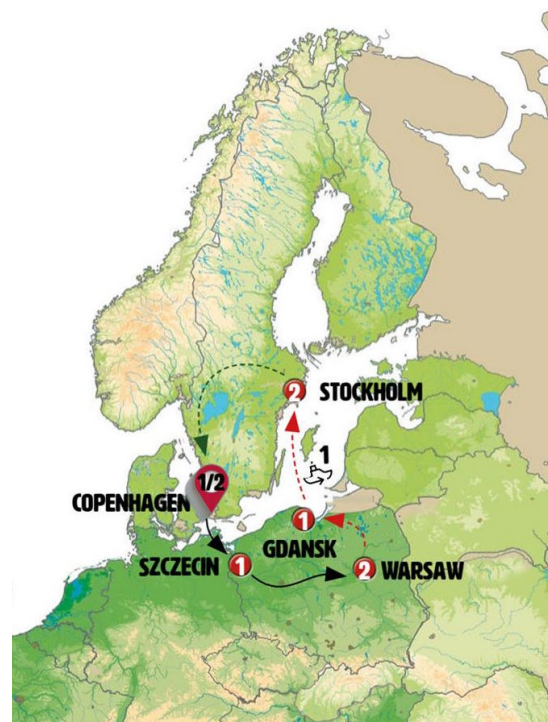 2 STOCKHOLM
1
1/2
COPENHAGEN
1
GDANSK
SZCZECIN 1
2 WARSAW